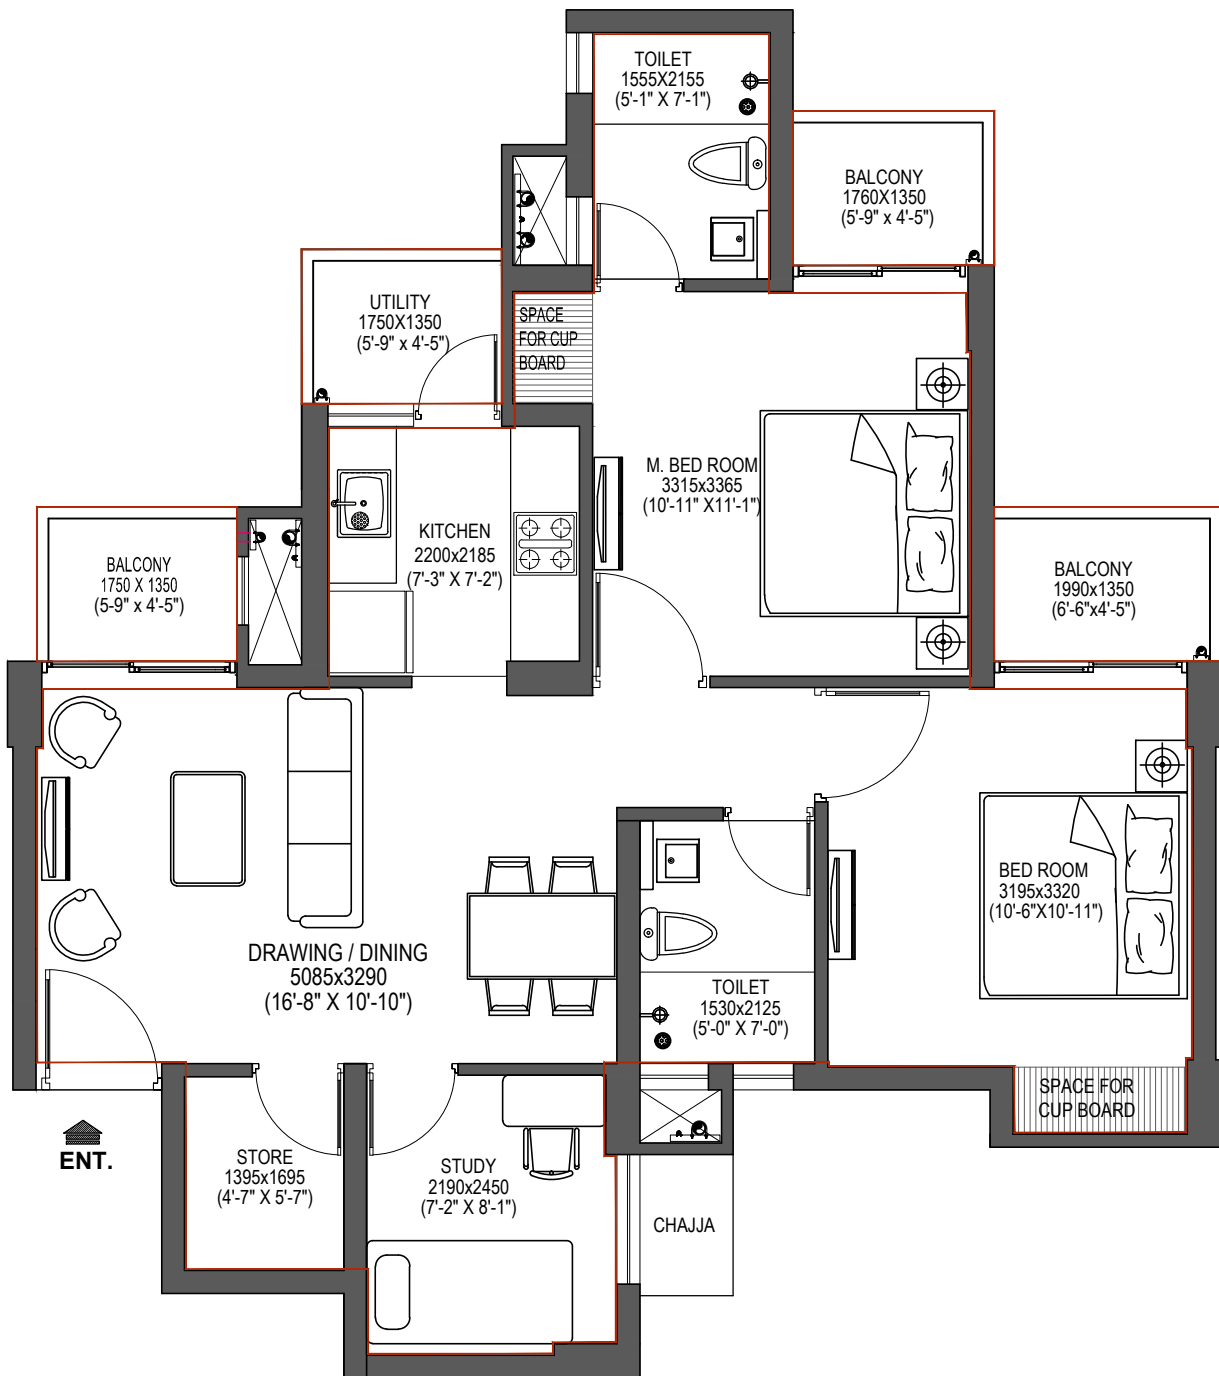 TOILET
1555X2155
(5'-1" X 7'-1")
BALCONY
1760X1350
(5'-9" x 4'-5")
UTILITY
1750X1350
(5'-9" x 4'-5")
SPACE
FOR CUP
BOARD
M. BED ROOM
3315x3365
(10'-11" X11'-1")
KITCHEN
2200x2185
(7'-3" X 7'-2")
BALCONY
1750 X 1350
(5-9" x 4'-5")
BALCONY
1990x1350
(6'-6"x4'-5")
BED ROOM
3195x3320
(10'-6"X10'-11")
DRAWING / DINING
5085x3290
(16'-8" X 10'-10")
TOILET
1530x2125
(5'-0" X 7'-0")
SPACE FOR
CUP BOARD
ENT.
STORE
1395x1695
(4'-7" X 5'-7")
STUDY
2190x2450
(7'-2" X 8'-1")
CHAJJA